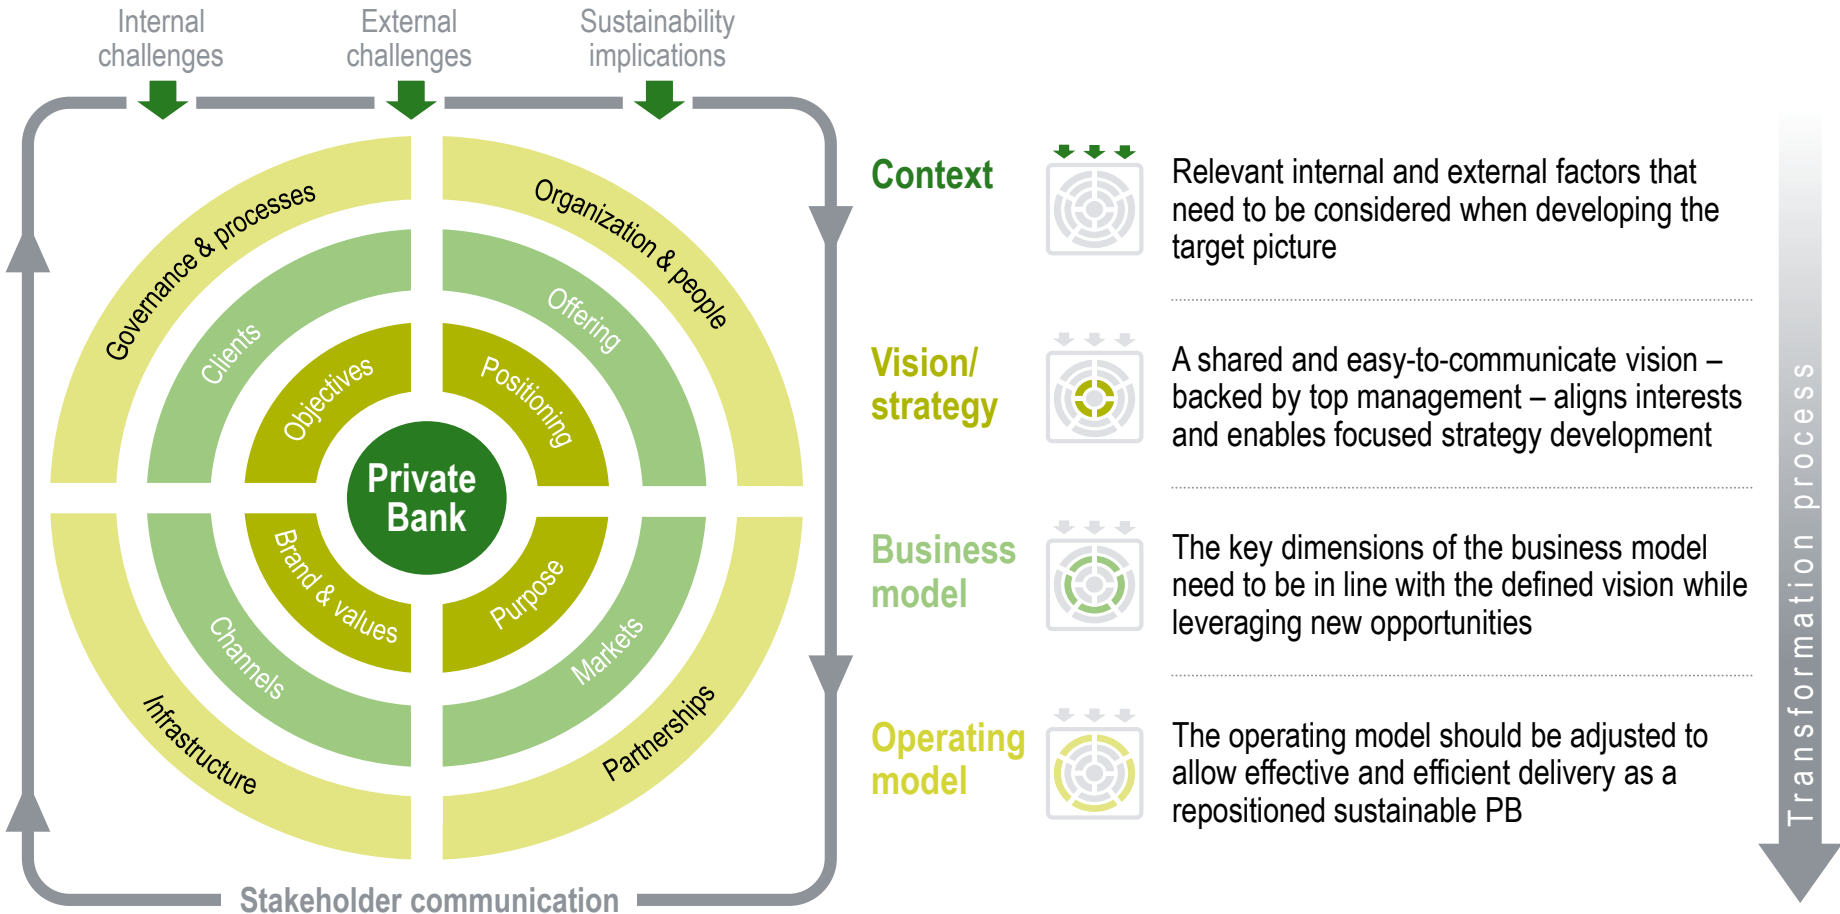 Internal
challenges
External
challenges
Sustainability
implications
Governance & processes
Organization & people
Clients
Offering
Objectives
Positioning
Private
Bank
Brand & values
Purpose
Channels
Markets
Infrastructure
Partnerships
Stakeholder communication
Context
Relevant internal and external factors that
need to be considered when developing the
target picture
Vision/
strategy
A shared and easy-to-communicate vision –
backed by top management – aligns interests
and enables focused strategy development
Business
model
The key dimensions of the business model
need to be in line with the defined vision while
leveraging new opportunities
Operating
model
The operating model should be adjusted to
allow effective and efficient delivery as a
repositioned sustainable PB
Transformation process